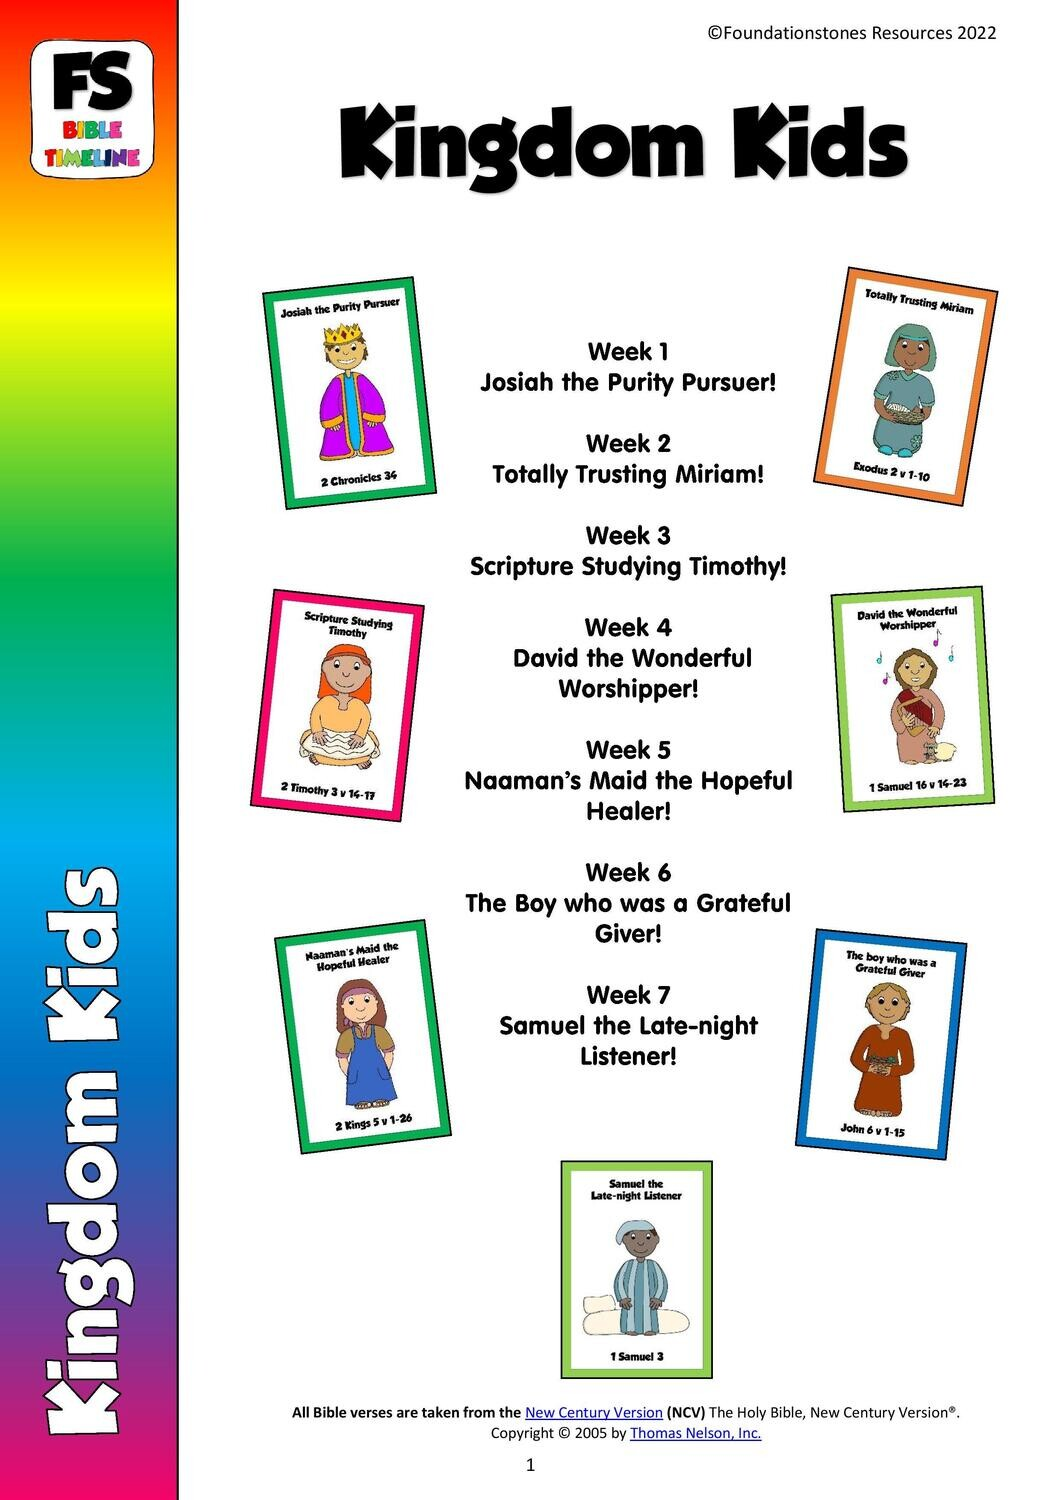 ©Foundationstones Resources 2022
FS
BIBLE
TIMELINE
Kingdom Kids
Josiah the Purity Pursuer
2 Chronicles 34
Totally Trusting Miriam
Exodus 2 v 1-10
Week 1
Josiah the Purity Pursuer!
Week 2
Totally Trusting Miriam!
Week 3
Scripture Studying Timothy!
Scripture Studying
Timothy
2 Timothy 3 v 14-17
David the Wonderful
Worshipper
1 Samuel 16 v 14-23
Week 4
David the Wonderful
Worshipper!
Week 5
Naaman’s Maid the Hopeful
Healer!
Week 6
The Boy who was a Grateful
Giver!
Naaman's Maid the
Hopeful Healer
2 Kings 5 v 1-26
The boy who was a
Grateful Giver
John 6 v 1-15
Week 7
Samuel the Late-night
Listener!
Samuel the
Late-night Listener
1 Samuel 3
Kingdom Kids
All Bible verses are taken from the New Century Version (NCV) The Holy Bible, New Century Version®.
Copyright © 2005 by Thomas Nelson, Inc.
1